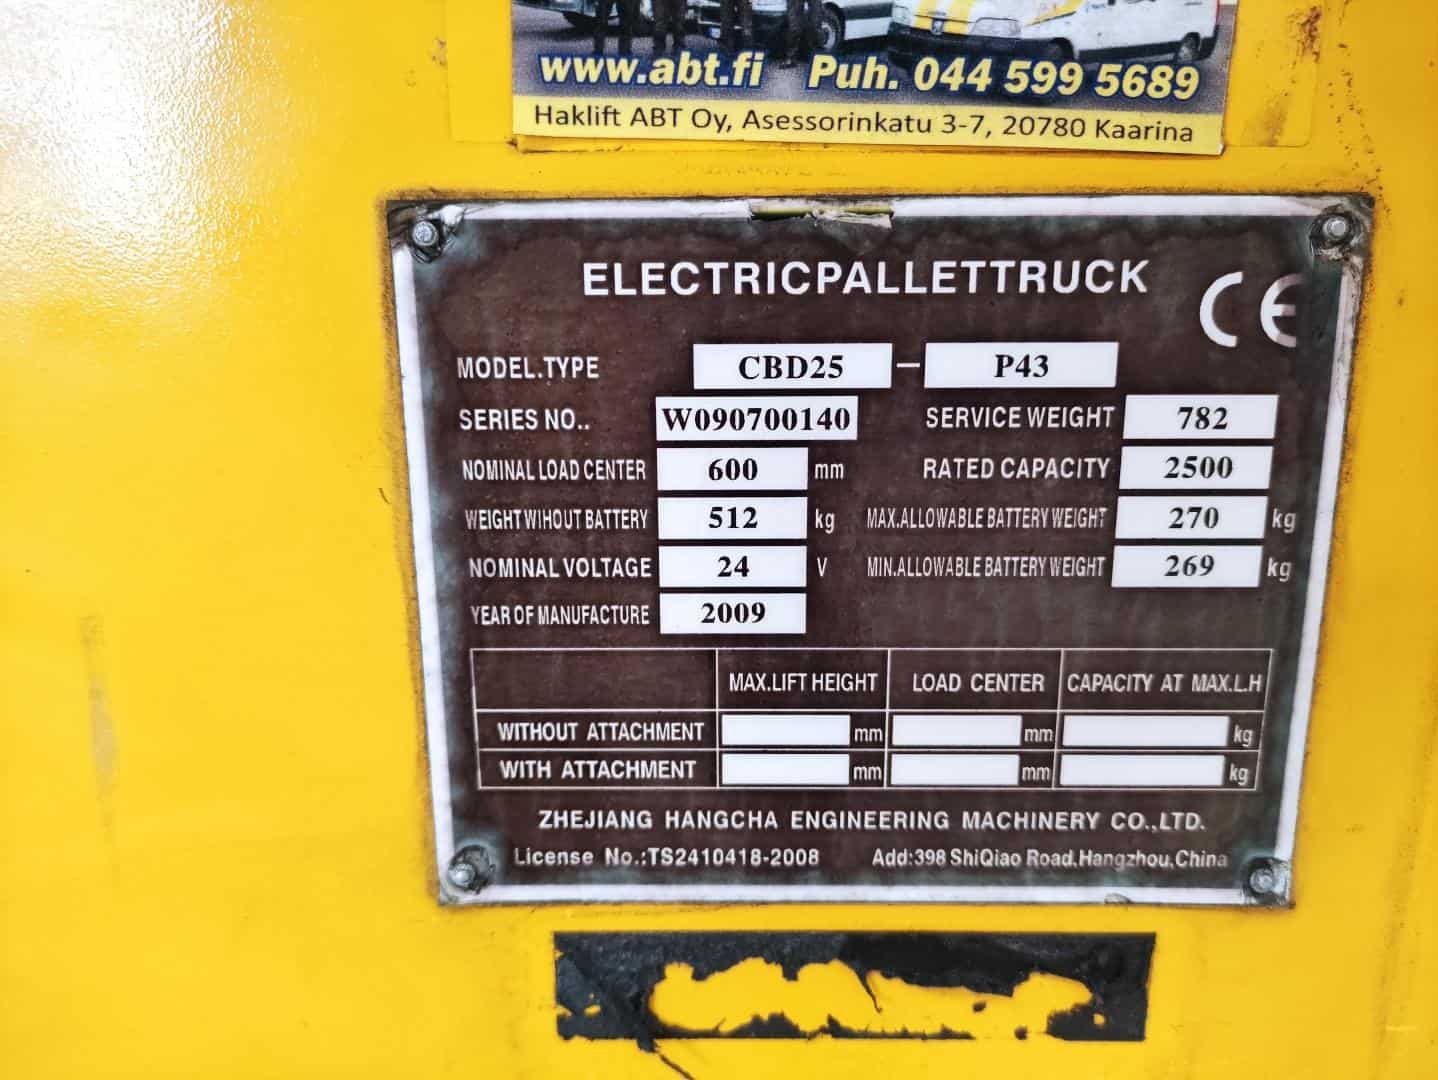 www.abt.fi Puh. 044 599 5689
Haklift ABT Oy, Asessorinkatu 3-7, 20780 Kaarina
ELECTRICPALLETTRUCK CE
MODEL.TYPE CBD25 – P43
SERIES NO.. W090700140 SERVICE WEIGHT 782
NOMINAL LOAD CENTER 600 mm RATED CAPACITY 2500
WEIGHT WIHOUT BATTERY 512 kg MAX.ALLOWABLE BATTERY WEIGHT 270 kg
NOMINAL VOLTAGE 24 V MIN.ALLOWABLE BATTERY WEIGHT 269 kg
YEAR OF MANUFACTURE 2009
MAX.LIFT HEIGHT LOAD CENTER CAPACITY AT MAX.L.H
WITHOUT ATTACHMENT mm mm kg
WITH ATTACHMENT mm mm kg
ZHEJIANG HANGCHA ENGINEERING MACHINERY CO.,LTD.
License No.:TS2410418-2008 Add:398 ShiQiao Road,Hangzhou,China